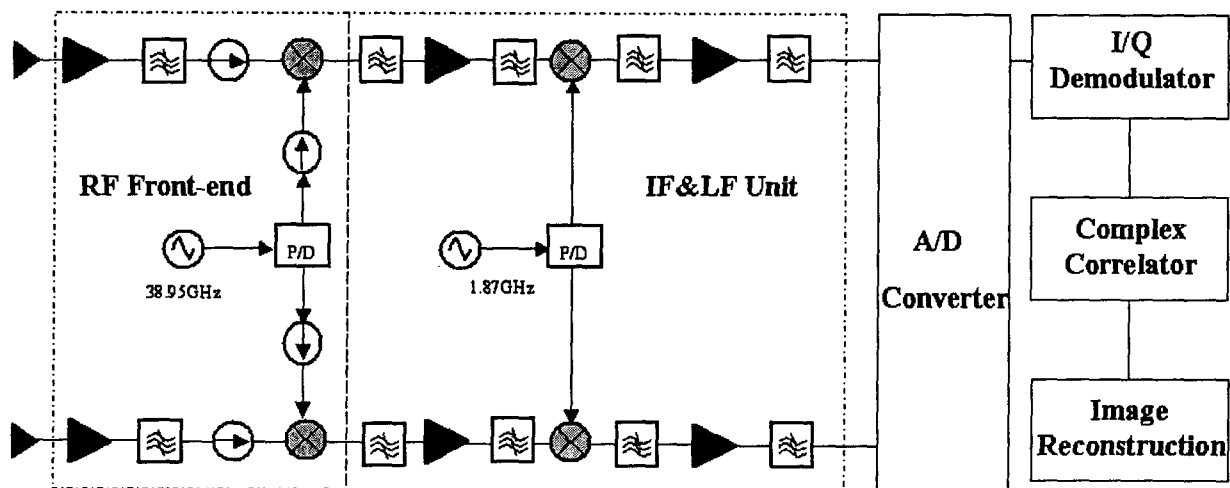 I/Q
Demodulator
RF Front-end
IF&LF Unit
P/D
38.95GHz
P/D
1.87GHz
A/D
Converter
Complex
Correlator
Image
Reconstruction